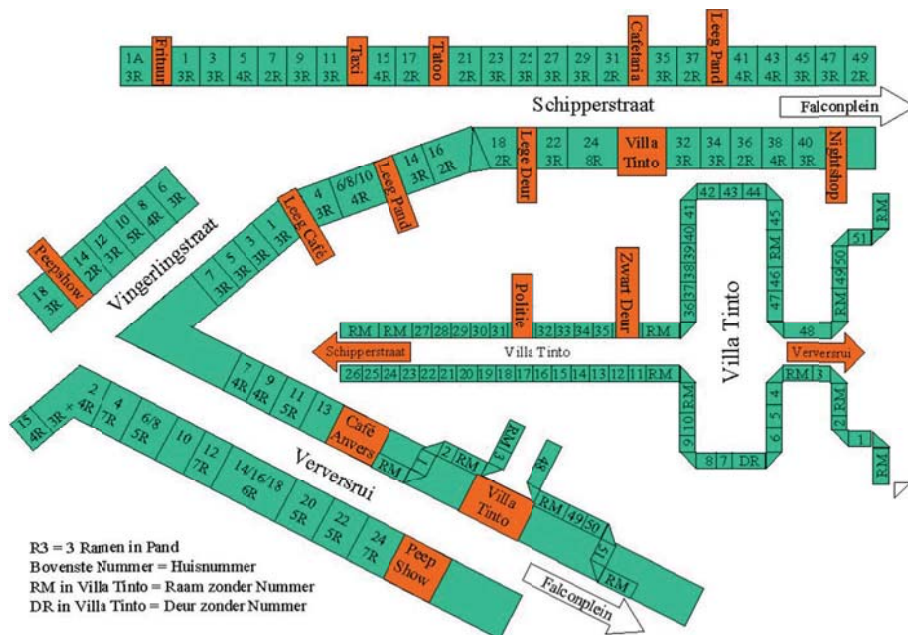 1A 3R
Frituur
1 3R
3 3R
5 4R
7 2R
9 3R
11 3R
Taxi
15 4R
17 2R
Tatoo
21 2R
23 3R
25 3R
27 3R
29 3R
31 2R
Cafetaria
35 3R
37 2R
Leeg Pand
41 4R
43 4R
45 3R
47 3R
49 2R
Schipperstraat
Falconplein
7 3R
5 3R
3 3R
1 3R
Leeg Café
4 3R
6/8/10 4R
Leeg Pand
14 3R
16 2R
18 2R
Lege Deur
22 3R
24 8R
Villa Tinto
32 3R
34 3R
36 2R
38 4R
40 3R
Nightshop
18 3R
Peepshow
14 2R
12 3R
10 5R
8 4R
6 3R
Vingerlingstraat
RM RM 27 28 29 30 31
Politie
32 33 34 35
Zwart Deur
RM
36 37 38 39 40 41
42 43 44
45 RM 46 47
48
RM 49 50 51 RM
Schipperstraat
Villa Tinto
Villa Tinto
Verversrui
26 25 24 23 22 21 20 19 18 17 16 15 14 13 12 11 RM
RM 10 9
8 7 DR
6 5 4
RM 3
RM 2 1 RM
7 4R
9 4R
11 5R
13
Café Anvers
RM 1 2 RM RM 3
Villa Tinto
48 RM 49 50 51 RM
15 4R
3R +
2 4R
4 7R
6/8 5R
10
12 7R
14/16/18 6R
20 5R
22 5R
24 7R
Peep Show
Verversrui
Falconplein
R3 = 3 Ramen in Pand
Bovenste Nummer = Huisnummer
RM in Villa Tinto = Raam zonder Nummer
DR in Villa Tinto = Deur zonder Nummer